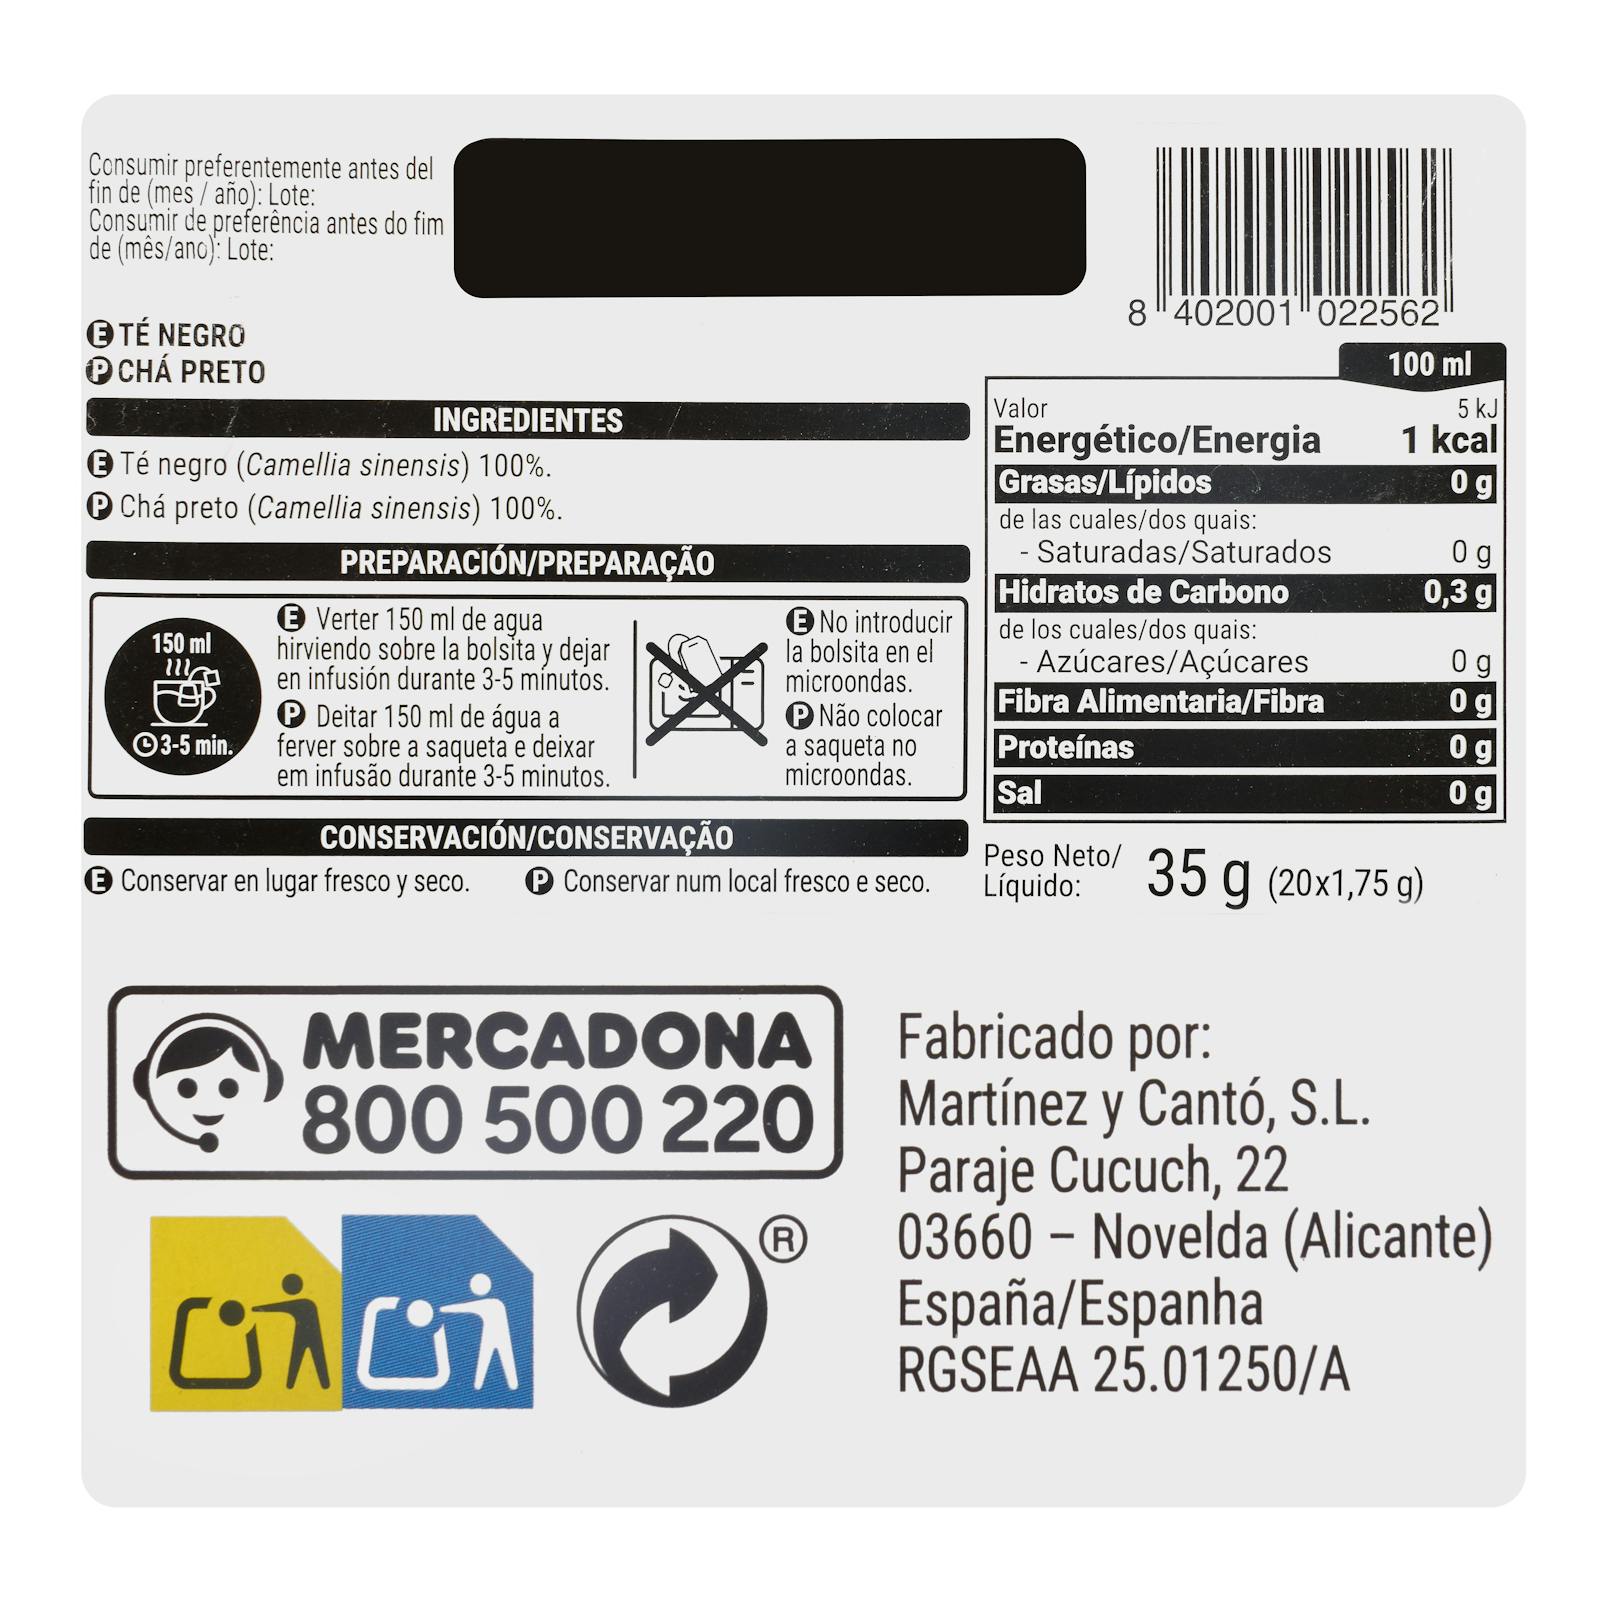 Consumir preferentemente antes del
fin de (mes / año): Lote:
Consumir de preferência antes do fim
de (mês/ano): Lote:
8 402001 022562
E TÉ NEGRO
P CHÁ PRETO
INGREDIENTES
E Té negro (Camellia sinensis) 100%.
P Chá preto (Camellia sinensis) 100%.
PREPARACIÓN/PREPARAÇÃO
150 ml
3-5 min.
E Verter 150 ml de agua
hirviendo sobre la bolsita y dejar
en infusión durante 3-5 minutos.
P Deitar 150 ml de água a
ferver sobre a saqueta e deixar
em infusão durante 3-5 minutos.
E No introducir
la bolsita en el
microondas.
P Não colocar
a saqueta no
microondas.
CONSERVACIÓN/CONSERVAÇÃO
E Conservar en lugar fresco y seco.
P Conservar num local fresco e seco.
100 ml
Valor 5 kJ
Energético/Energia 1 kcal
Grasas/Lípidos 0 g
de las cuales/dos quais:
- Saturadas/Saturados 0 g
Hidratos de Carbono 0,3 g
de los cuales/dos quais:
- Azúcares/Açúcares 0 g
Fibra Alimentaria/Fibra 0 g
Proteínas 0 g
Sal 0 g
Peso Neto/
Líquido: 35 g (20x1,75 g)
MERCADONA
800 500 220
®
Fabricado por:
Martínez y Cantó, S.L.
Paraje Cucuch, 22
03660 – Novelda (Alicante)
España/Espanha
RGSEAA 25.01250/A